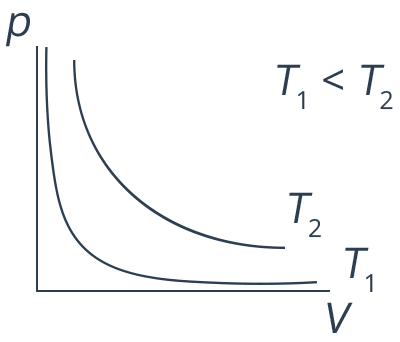 p
T₁ < T₂
T₂
T₁
V